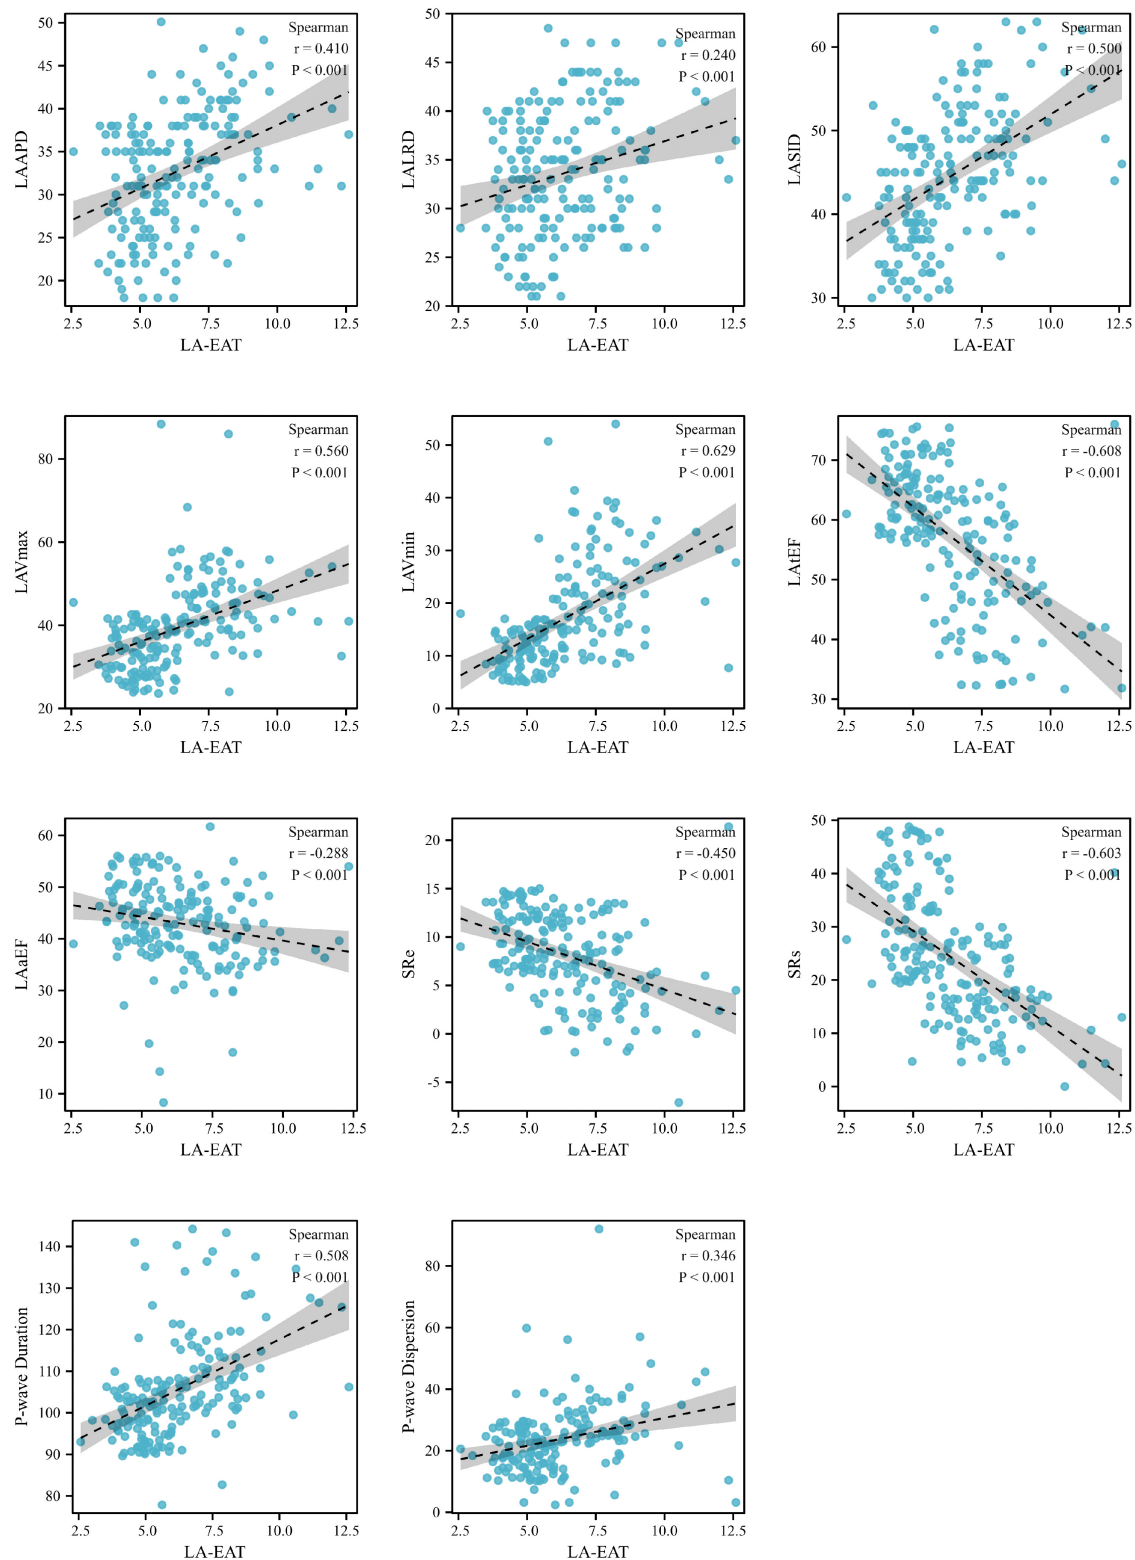 Spearman
r = 0.410
P < 0.001
50
45
40
35
30
25
20
LAAPD
2.5 5.0 7.5 10.0 12.5
LA-EAT
Spearman
r = 0.240
P < 0.001
50
45
40
35
30
25
20
LALRD
2.5 5.0 7.5 10.0 12.5
LA-EAT
Spearman
r = 0.500
P < 0.001
60
50
40
30
LASID
2.5 5.0 7.5 10.0 12.5
LA-EAT
Spearman
r = 0.560
P < 0.001
80
60
40
20
LAVmax
2.5 5.0 7.5 10.0 12.5
LA-EAT
Spearman
r = 0.629
P < 0.001
50
40
30
20
10
0
LAVmin
2.5 5.0 7.5 10.0 12.5
LA-EAT
Spearman
r = -0.608
P < 0.001
70
60
50
40
30
LAtEF
2.5 5.0 7.5 10.0 12.5
LA-EAT
Spearman
r = -0.288
P < 0.001
60
50
40
30
20
10
LAaEF
2.5 5.0 7.5 10.0 12.5
LA-EAT
Spearman
r = -0.450
P < 0.001
20
15
10
5
0
-5
SRe
2.5 5.0 7.5 10.0 12.5
LA-EAT
Spearman
r = -0.603
P < 0.001
50
40
30
20
10
0
SRs
2.5 5.0 7.5 10.0 12.5
LA-EAT
Spearman
r = 0.508
P < 0.001
140
130
120
110
100
90
80
P-wave Duration
2.5 5.0 7.5 10.0 12.5
LA-EAT
Spearman
r = 0.346
P < 0.001
80
60
40
20
0
P-wave Dispersion
2.5 5.0 7.5 10.0 12.5
LA-EAT